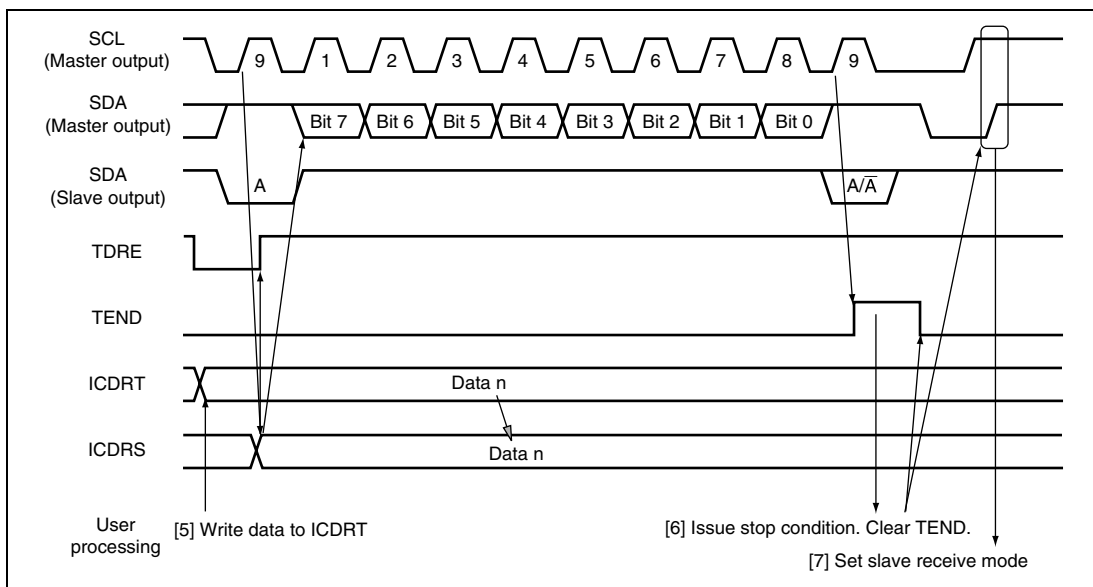 SCL
(Master output)
9 1 2 3 4 5 6 7 8 9
SDA
(Master output)
Bit 7 Bit 6 Bit 5 Bit 4 Bit 3 Bit 2 Bit 1 Bit 0
SDA
(Slave output)
A A/A̅
TDRE
TEND
ICDRT
Data n
ICDRS
Data n
User
processing
[5] Write data to ICDRT
[6] Issue stop condition. Clear TEND.
[7] Set slave receive mode